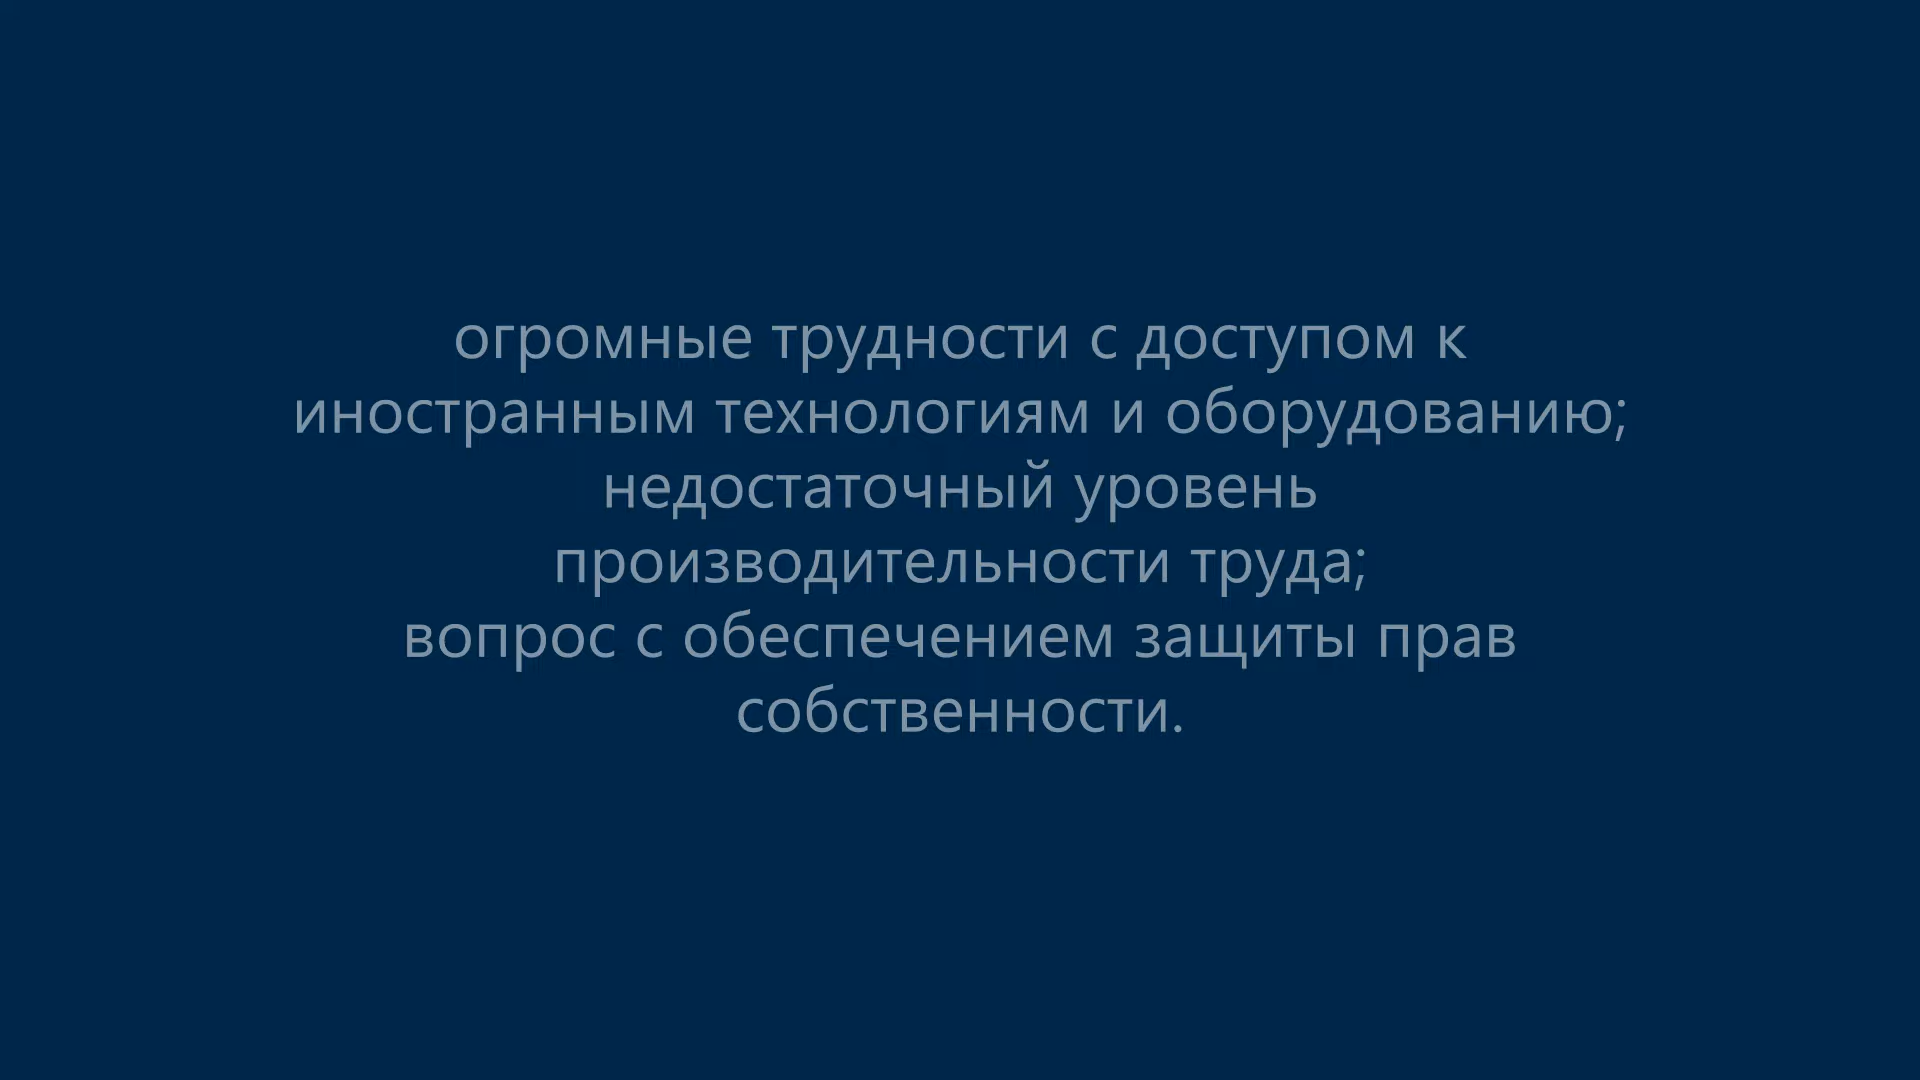 огромные трудности с доступом к
иностранным технологиям и оборудованию;
недостаточный уровень
производительности труда;
вопрос с обеспечением защиты прав
собственности.